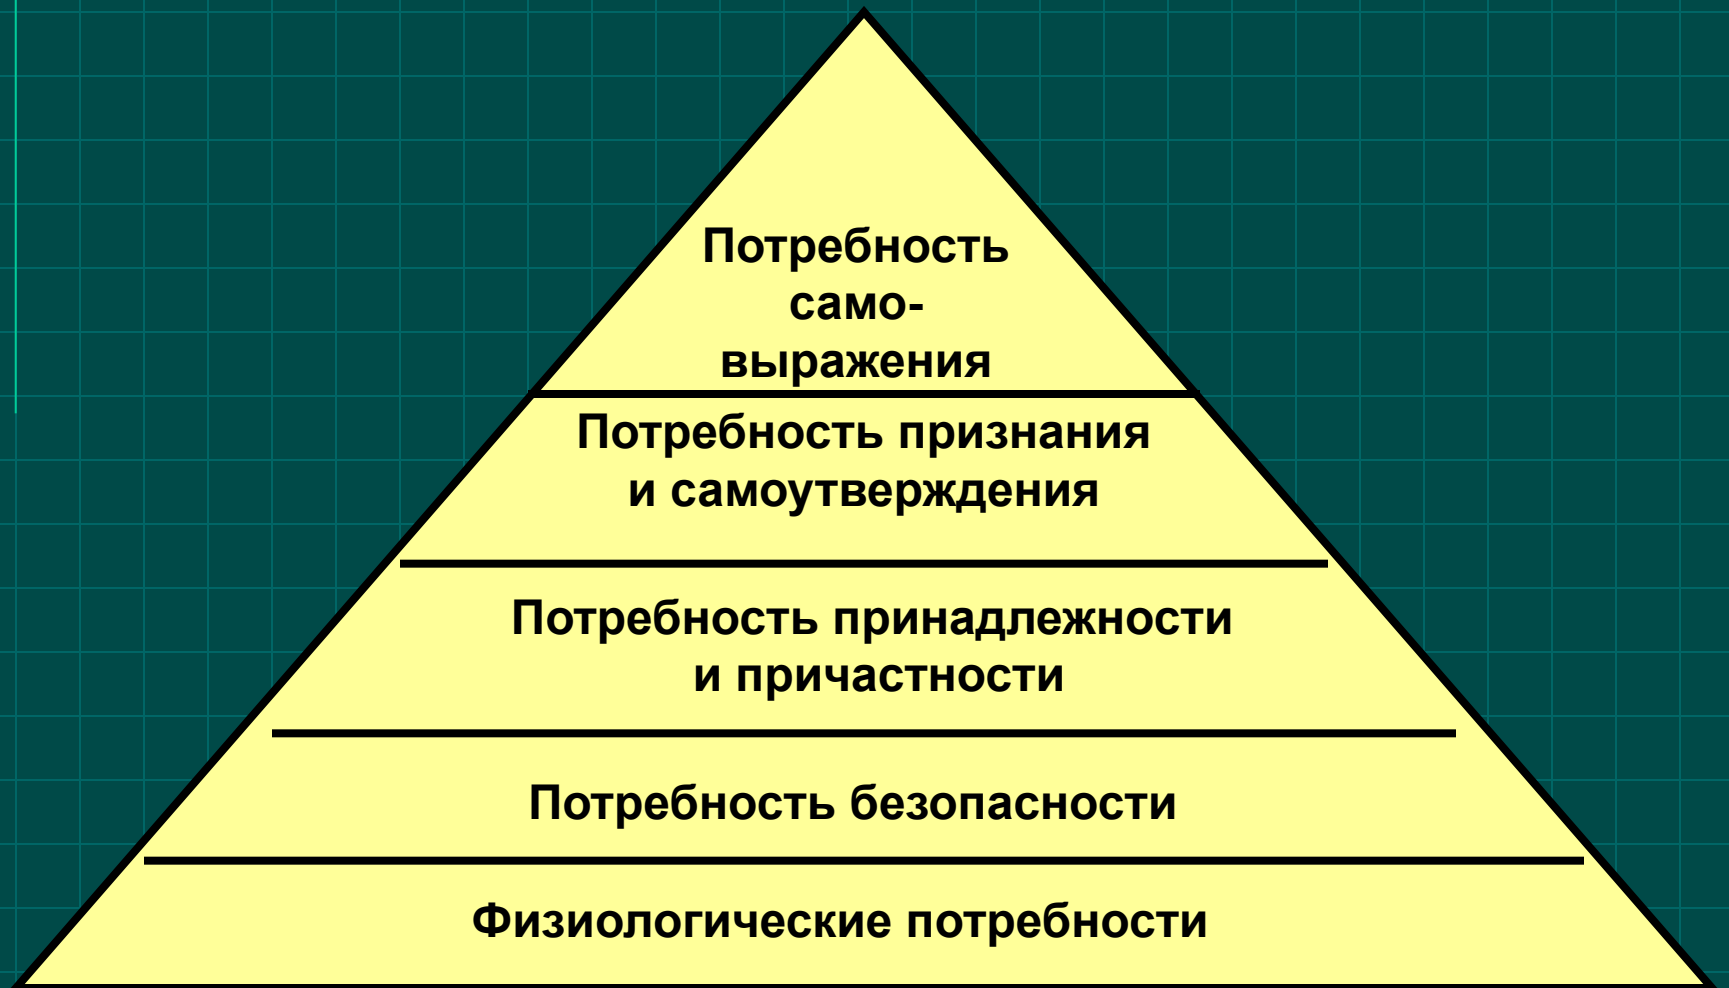 Потребность
само-
выражения
Потребность признания
и самоутверждения
Потребность принадлежности
и причастности
Потребность безопасности
Физиологические потребности